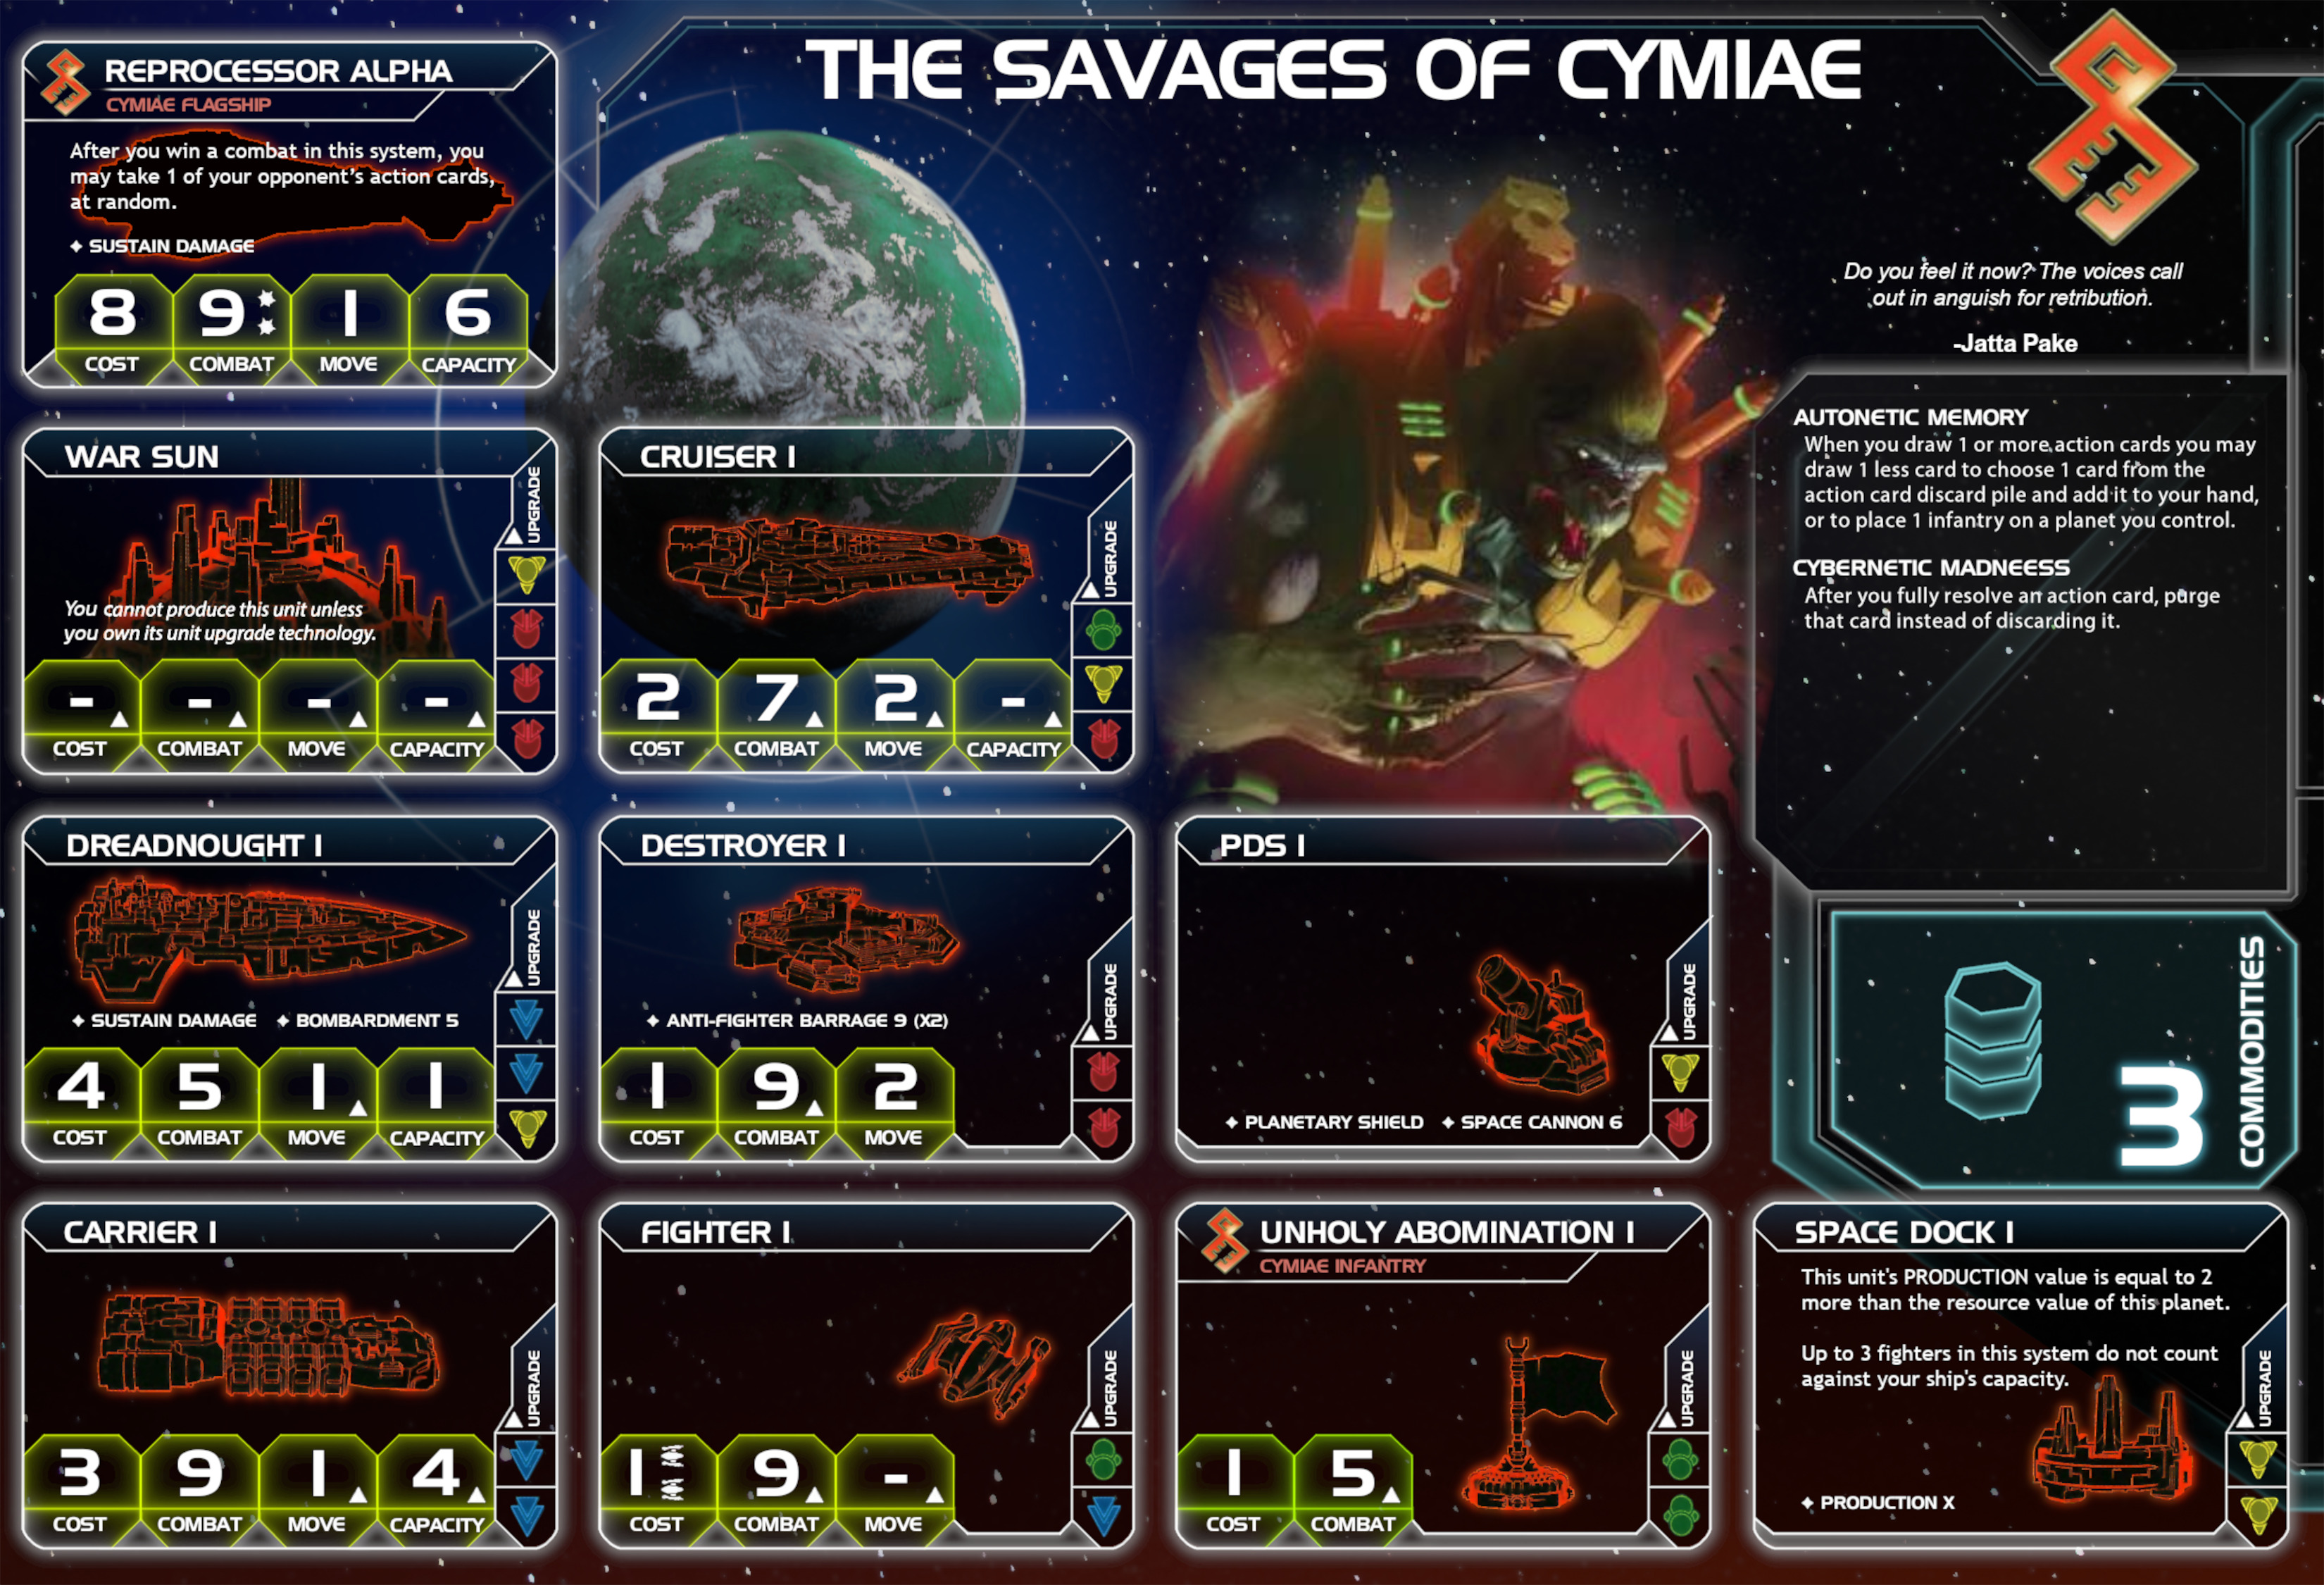 THE SAVAGES OF CYMIAE
REPROCESSOR ALPHA
CYMIAE FLAGSHIP
After you win a combat in this system, you
may take 1 of your opponent's action cards,
at random.
SUSTAIN DAMAGE
8 9 1 6
COST COMBAT MOVE CAPACITY
Do you feel it now? The voices call
out in anguish for retribution.
-Jatta Pake
AUTONETIC MEMORY
When you draw 1 or more action cards you may
draw 1 less card to choose 1 card from the
action card discard pile and add it to your hand,
or to place 1 infantry on a planet you control.
CYBERNETIC MADNEESS
After you fully resolve an action card, purge
that card instead of discarding it.
WAR SUN
UPGRADE
You cannot produce this unit unless
you own its unit upgrade technology.
- - - -
COST COMBAT MOVE CAPACITY
CRUISER I
UPGRADE
2 7 2 -
COST COMBAT MOVE CAPACITY
DREADNOUGHT I
UPGRADE
SUSTAIN DAMAGE BOMBARDMENT 5
4 5 1 1
COST COMBAT MOVE CAPACITY
DESTROYER I
UPGRADE
ANTI-FIGHTER BARRAGE 9 (X2)
1 9 2
COST COMBAT MOVE
PDS I
UPGRADE
PLANETARY SHIELD SPACE CANNON 6
3
COMMODITIES
CARRIER I
UPGRADE
3 9 1 4
COST COMBAT MOVE CAPACITY
FIGHTER I
UPGRADE
1 9 -
COST COMBAT MOVE
UNHOLY ABOMINATION I
CYMIAE INFANTRY
UPGRADE
1 5
COST COMBAT
SPACE DOCK I
This unit's PRODUCTION value is equal to 2
more than the resource value of this planet.
Up to 3 fighters in this system do not count
against your ship's capacity.
UPGRADE
PRODUCTION X